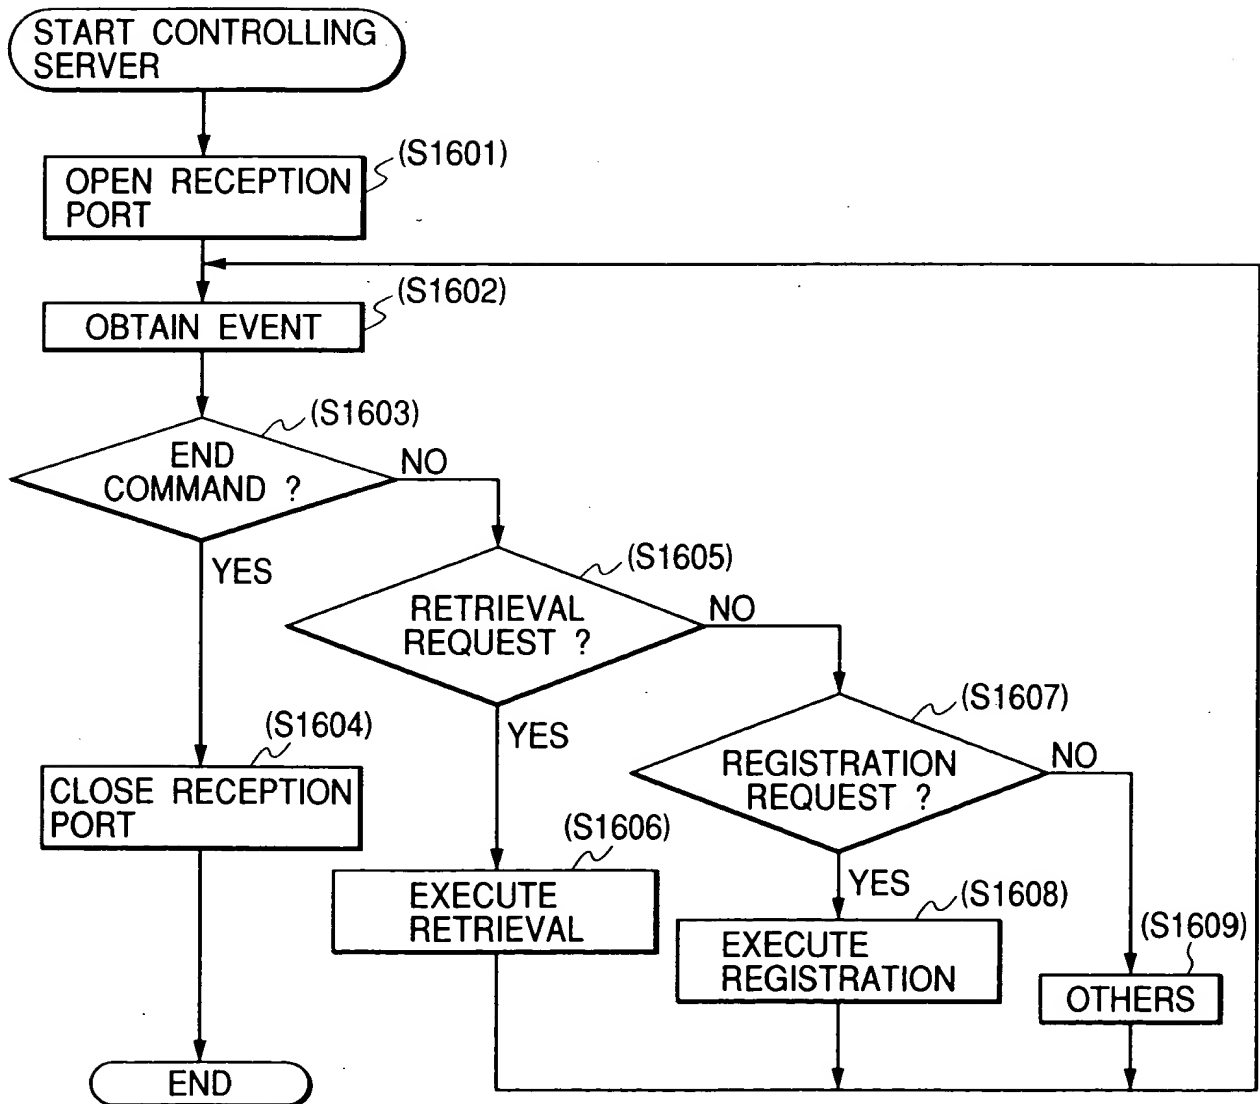 START CONTROLLING
SERVER
(S1601)
OPEN RECEPTION
PORT
(S1602)
OBTAIN EVENT
(S1603)
END
COMMAND ?
NO
YES
(S1605)
RETRIEVAL
REQUEST ?
NO
YES
(S1607)
REGISTRATION
REQUEST ?
NO
YES
(S1604)
CLOSE RECEPTION
PORT
(S1606)
EXECUTE
RETRIEVAL
(S1608)
EXECUTE
REGISTRATION
(S1609)
OTHERS
END